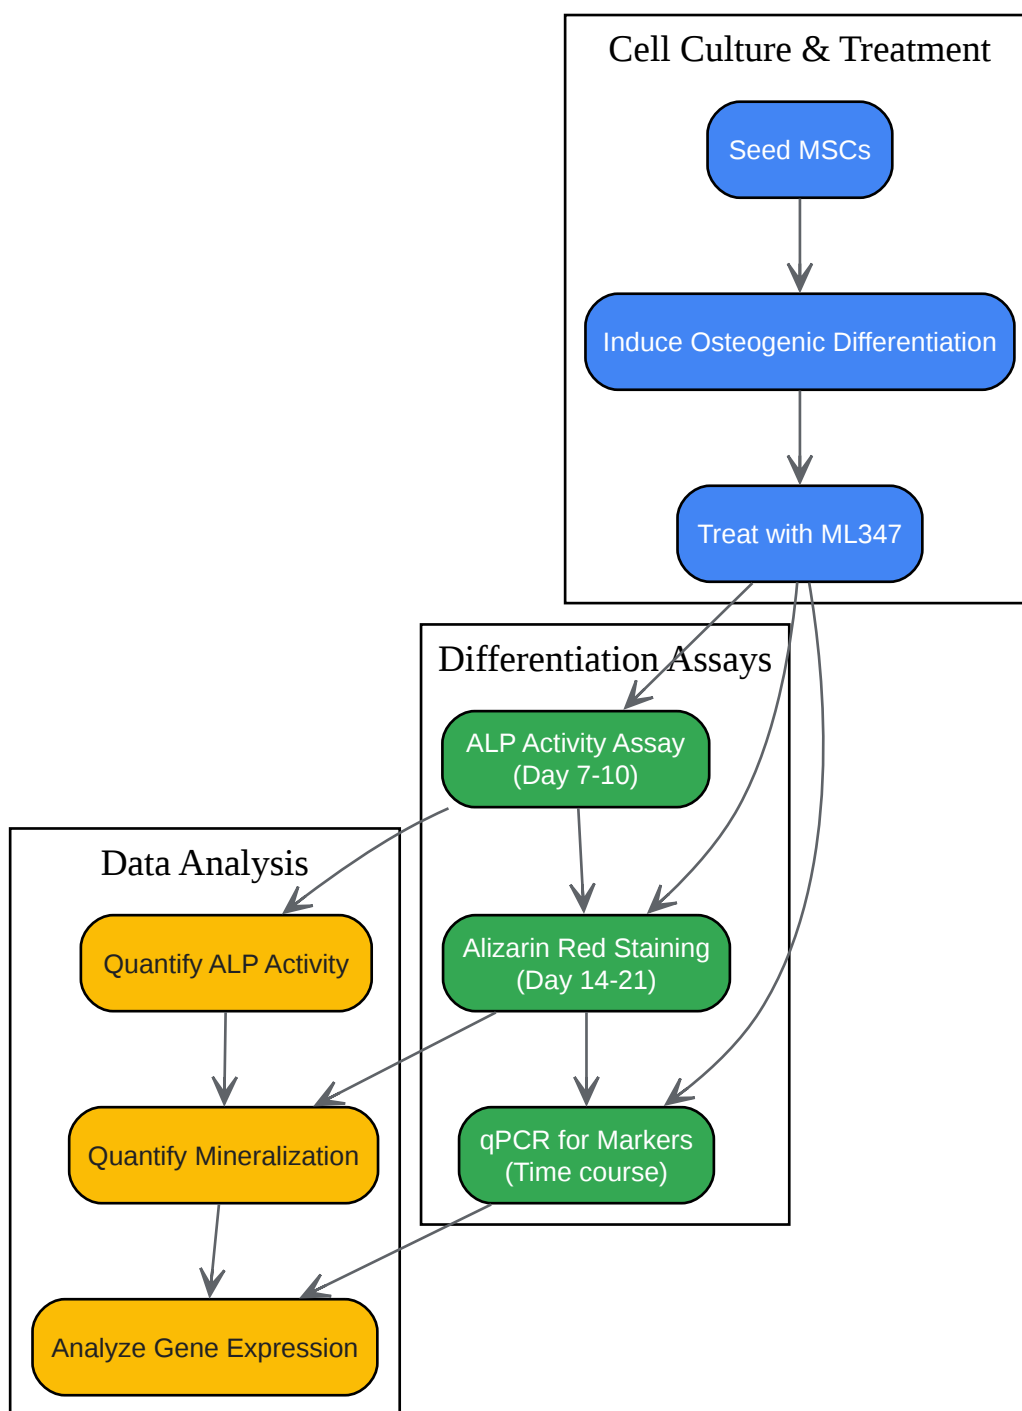 Cell Culture & Treatment
Seed MSCs
Induce Osteogenic Differentiation
Treat with ML347
Differentiation Assays
ALP Activity Assay
(Day 7-10)
Alizarin Red Staining
(Day 14-21)
qPCR for Markers
(Time course)
Data Analysis
Quantify ALP Activity
Quantify Mineralization
Analyze Gene Expression